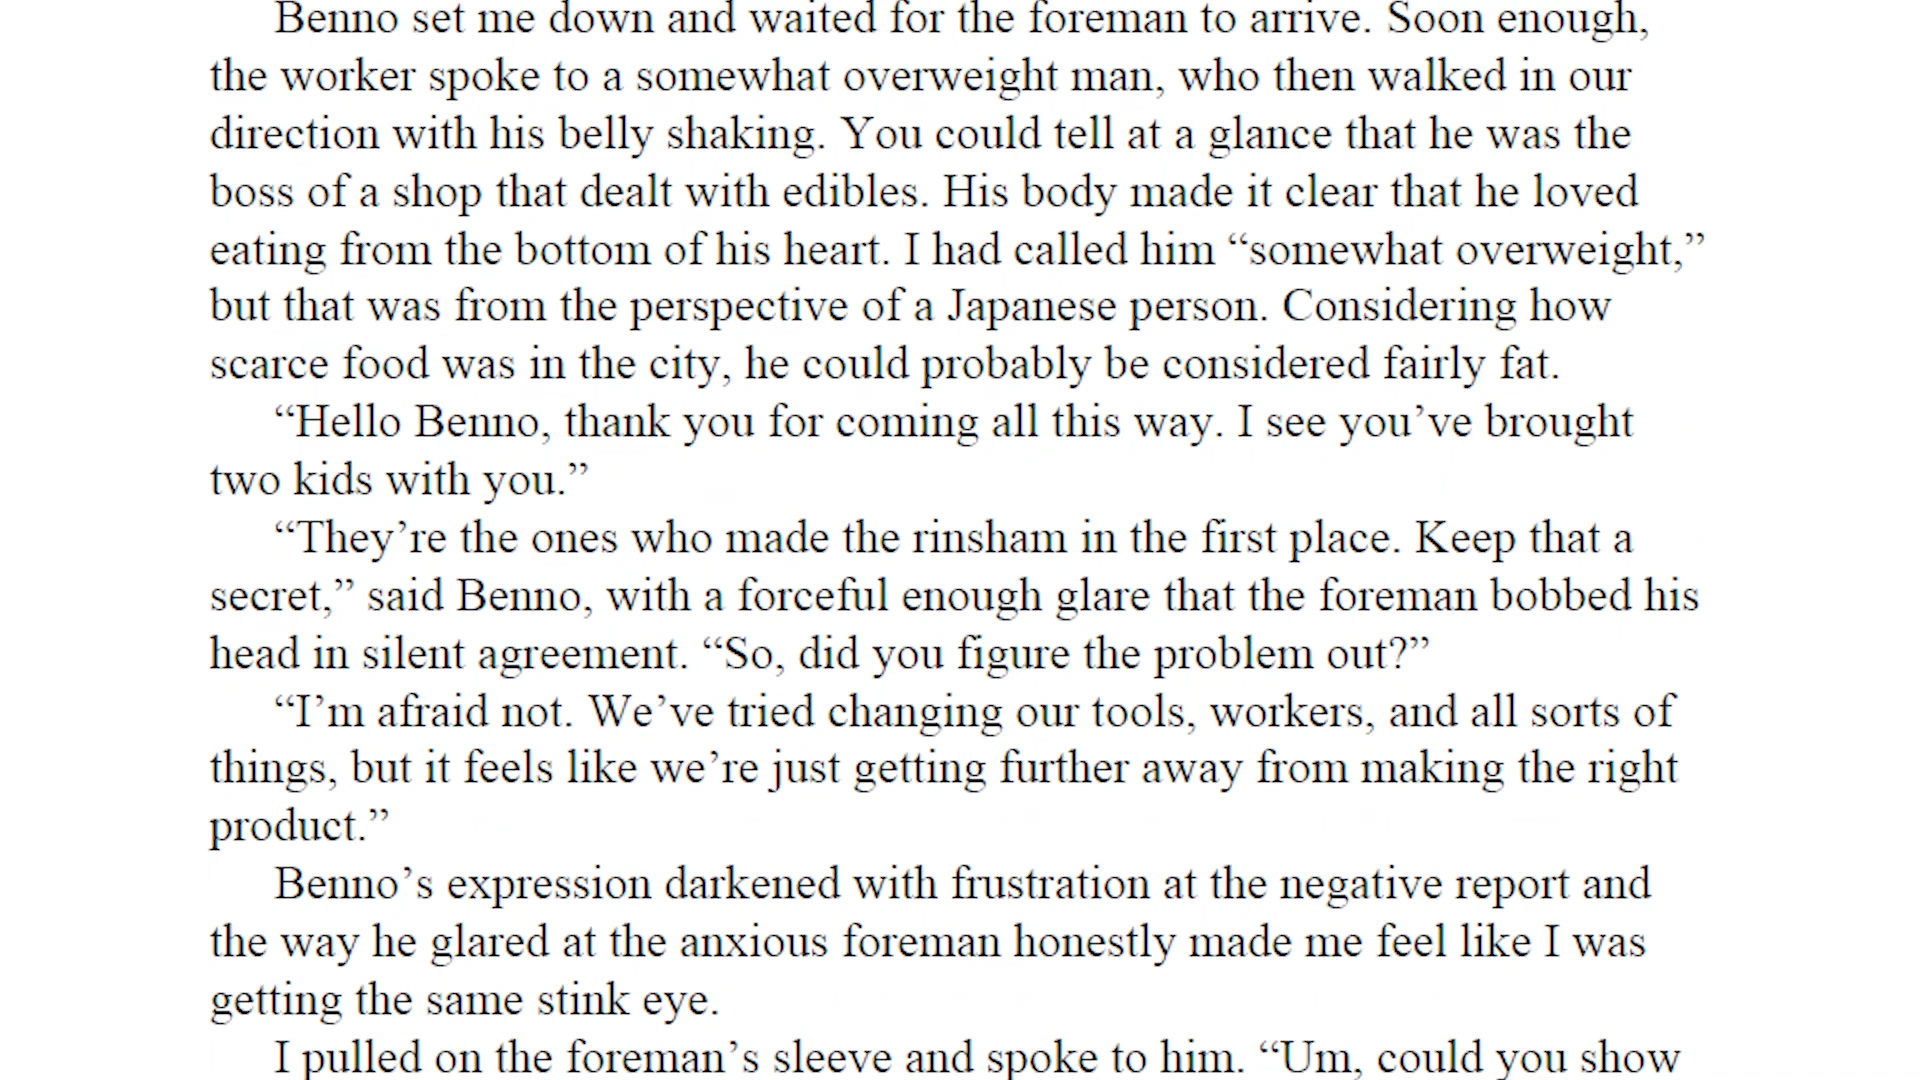 Benno set me down and waited for the foreman to arrive. Soon enough,
the worker spoke to a somewhat overweight man, who then walked in our
direction with his belly shaking. You could tell at a glance that he was the
boss of a shop that dealt with edibles. His body made it clear that he loved
eating from the bottom of his heart. I had called him “somewhat overweight,”
but that was from the perspective of a Japanese person. Considering how
scarce food was in the city, he could probably be considered fairly fat.
“Hello Benno, thank you for coming all this way. I see you’ve brought
two kids with you.”
“They’re the ones who made the rinsham in the first place. Keep that a
secret,” said Benno, with a forceful enough glare that the foreman bobbed his
head in silent agreement. “So, did you figure the problem out?”
“I’m afraid not. We’ve tried changing our tools, workers, and all sorts of
things, but it feels like we’re just getting further away from making the right
product.”
Benno’s expression darkened with frustration at the negative report and
the way he glared at the anxious foreman honestly made me feel like I was
getting the same stink eye.
I pulled on the foreman’s sleeve and spoke to him. “Um, could you show